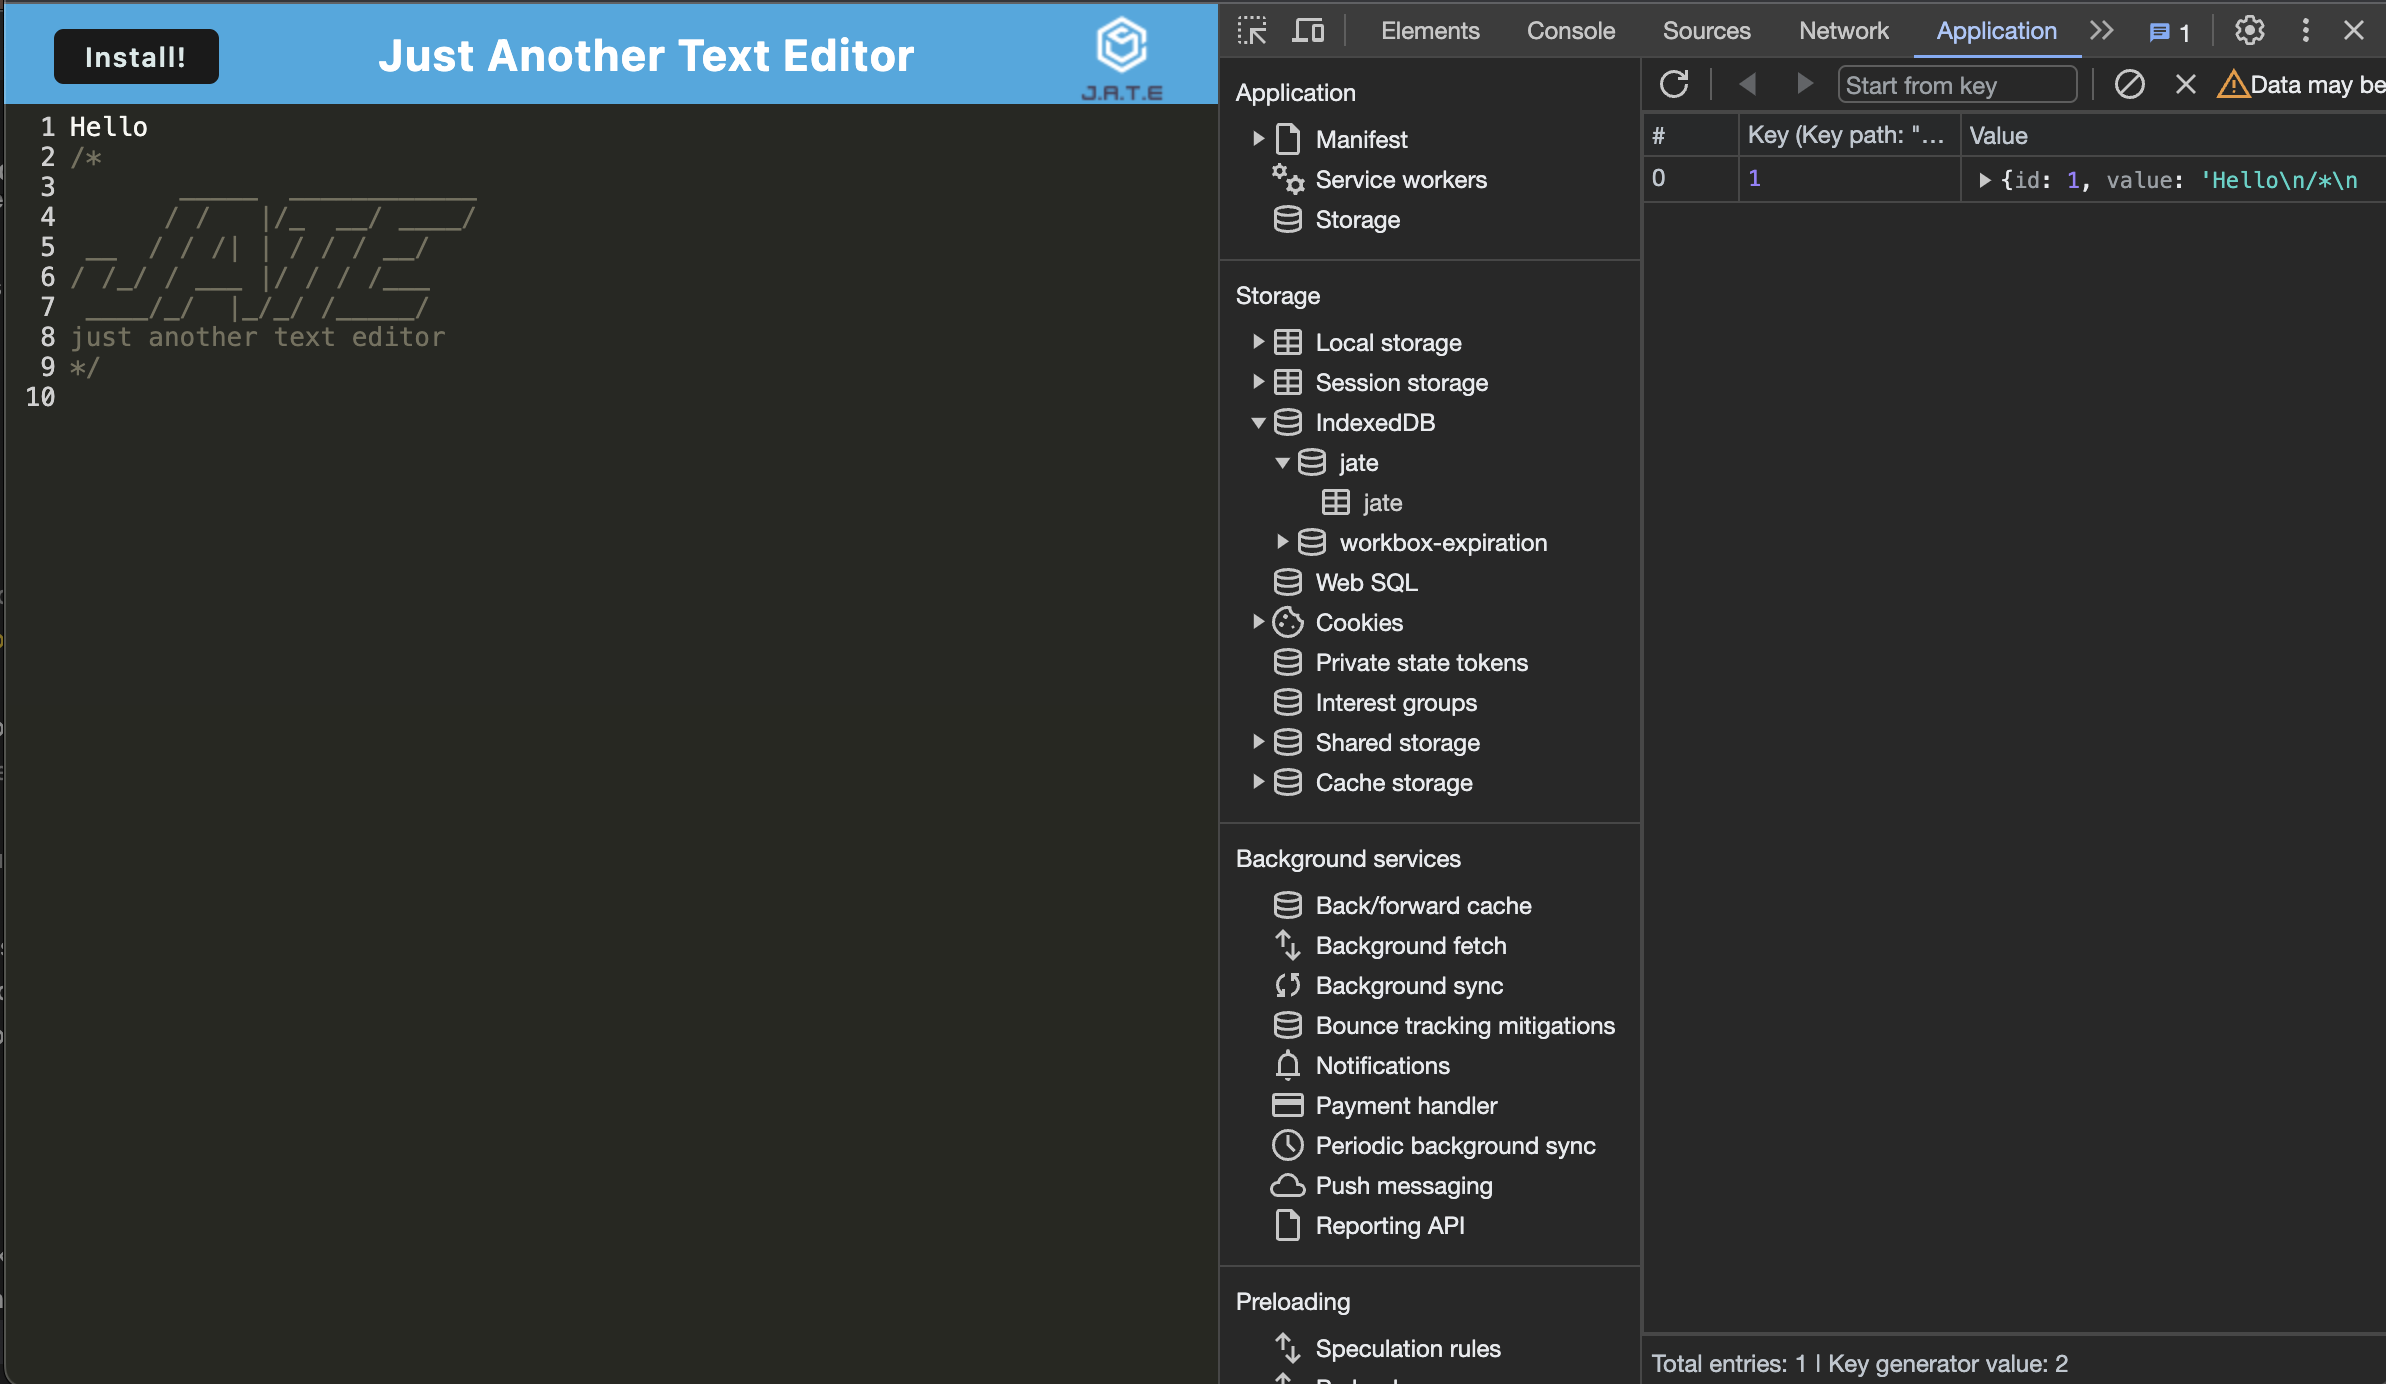 Install!
Just Another Text Editor
J.A.T.E
1 Hello
2 /*
3        _____  ____________
4       / /   |/_  __/ ____/
5  __  / / /| | / / / __/
6 / /_/ / ___ |/ / / /___
7  ____/_/  |_/_/ /_____/
8 just another text editor
9 */
10
Elements Console Sources Network Application 1
Application
Manifest
Service workers
Storage
Storage
Local storage
Session storage
IndexedDB
jate
jate
workbox-expiration
Web SQL
Cookies
Private state tokens
Interest groups
Shared storage
Cache storage
Background services
Back/forward cache
Background fetch
Background sync
Bounce tracking mitigations
Notifications
Payment handler
Periodic background sync
Push messaging
Reporting API
Preloading
Speculation rules
Start from key Data may be
# Key (Key path: "... Value
0 1 {id: 1, value: 'Hello\n/*\n
Total entries: 1 | Key generator value: 2